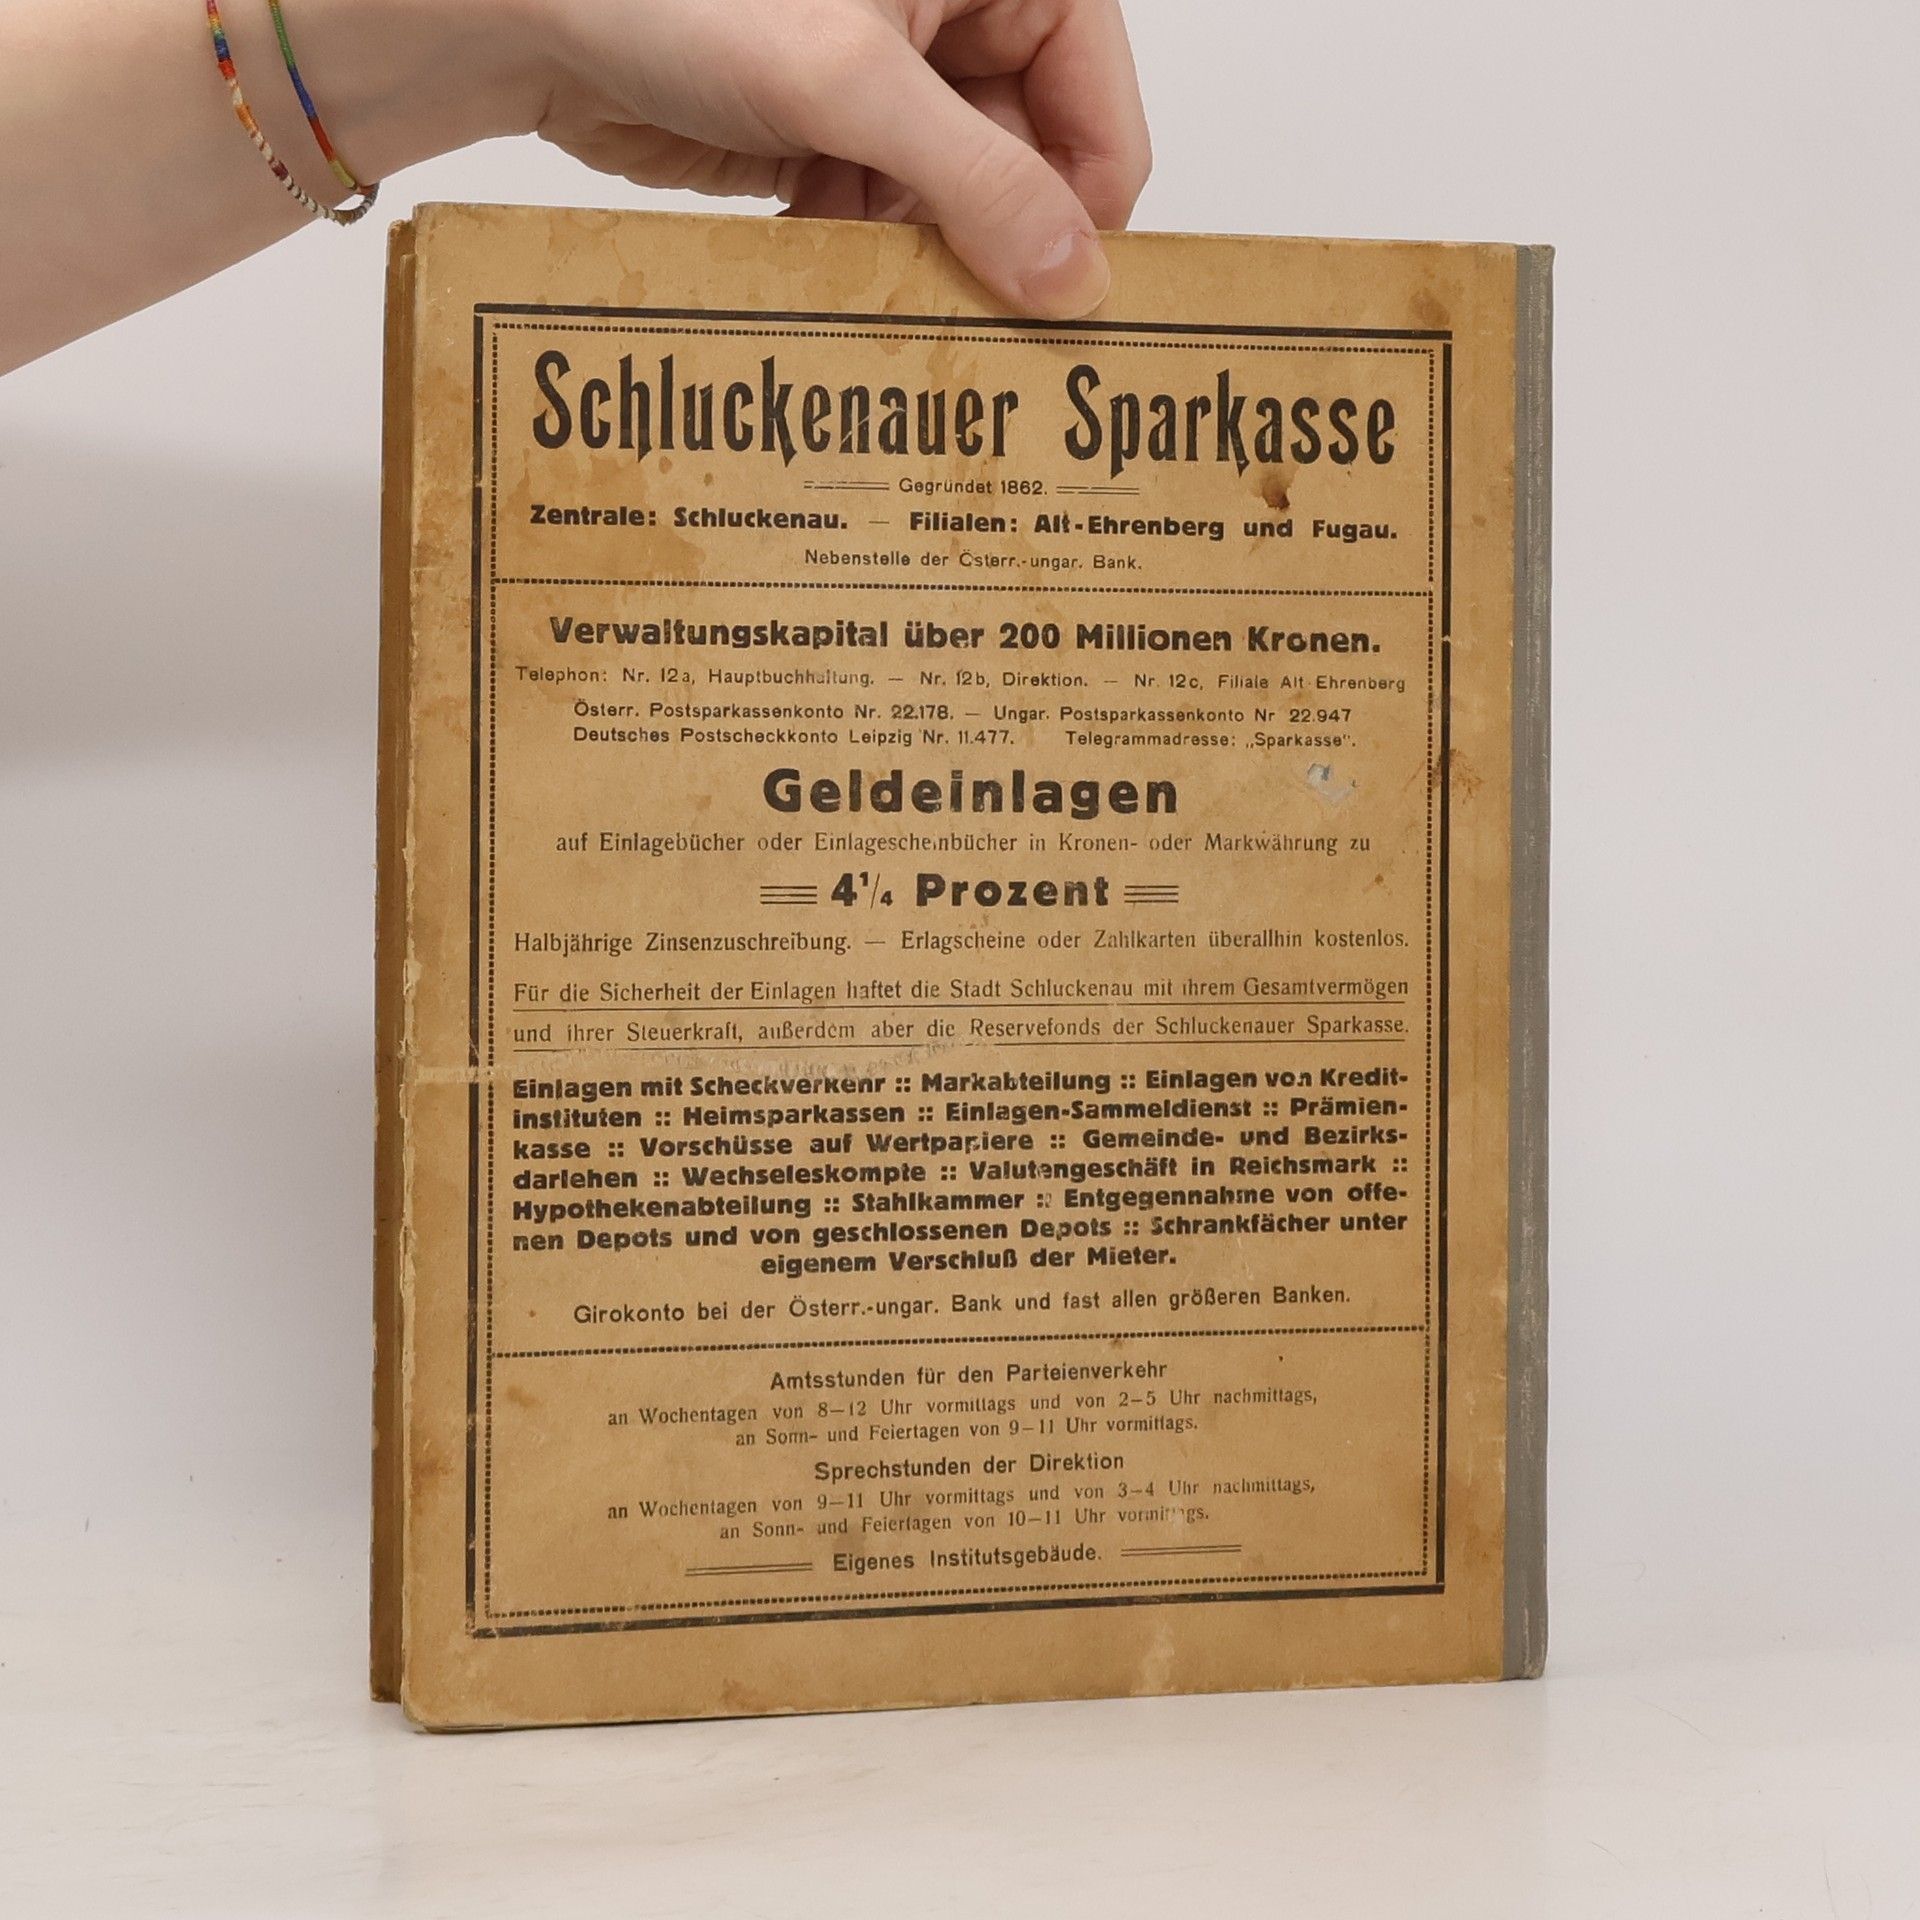 Schluckenauer Sparkasse
Gegründet 1862.
Zentrale: Schluckenau. — Filialen: Alt-Ehrenberg und Fugau.
Nebenstelle der Österr.-ungar. Bank.
Verwaltungskapital über 200 Millionen Kronen.
Telephon: Nr. 12a, Hauptbuchhaltung. — Nr. 12b, Direktion. — Nr. 12c, Filiale Alt-Ehrenberg
Österr. Postsparkassenkonto Nr. 22.178. — Ungar. Postsparkassenkonto Nr 22.947
Deutsches Postscheckkonto Leipzig Nr. 11.477. Telegrammadresse: „Sparkasse".
Geldeinlagen
auf Einlagebücher oder Einlagescheinbücher in Kronen- oder Markwährung zu
4¹/₄ Prozent
Halbjährige Zinsenzuschreibung. — Erlagscheine oder Zahlkarten überallhin kostenlos.
Für die Sicherheit der Einlagen haftet die Stadt Schluckenau mit ihrem Gesamtvermögen
und ihrer Steuerkraft, außerdem aber die Reservefonds der Schluckenauer Sparkasse.
Einlagen mit Scheckverkehr :: Markabteilung :: Einlagen von Kredit-
instituten :: Heimsparkassen :: Einlagen-Sammeldienst :: Prämien-
kasse :: Vorschüsse auf Wertpapiere :: Gemeinde- und Bezirks-
darlehen :: Wechseleskompte :: Valutengeschäft in Reichsmark ::
Hypothekenabteilung :: Stahlkammer :: Entgegennahme von offe-
nen Depots und von geschlossenen Depots :: Schrankfächer unter
eigenem Verschluß der Mieter.
Girokonto bei der Österr.-ungar. Bank und fast allen größeren Banken.
Amtsstunden für den Parteienverkehr
an Wochentagen von 8—12 Uhr vormittags und von 2—5 Uhr nachmittags,
an Sonn- und Feiertagen von 9—11 Uhr vormittags.
Sprechstunden der Direktion
an Wochentagen von 9—11 Uhr vormittags und von 3—4 Uhr nachmittags,
an Sonn- und Feiertagen von 10—11 Uhr vormittags.
Eigenes Institutsgebäude.